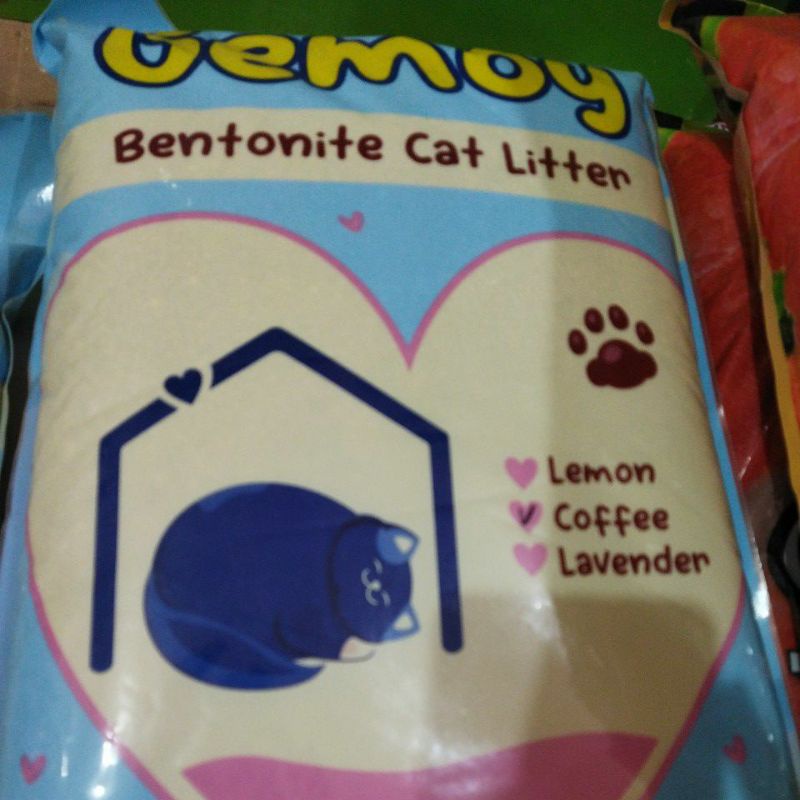 Gemoy
Bentonite Cat Litter
Lemon
Coffee
Lavender